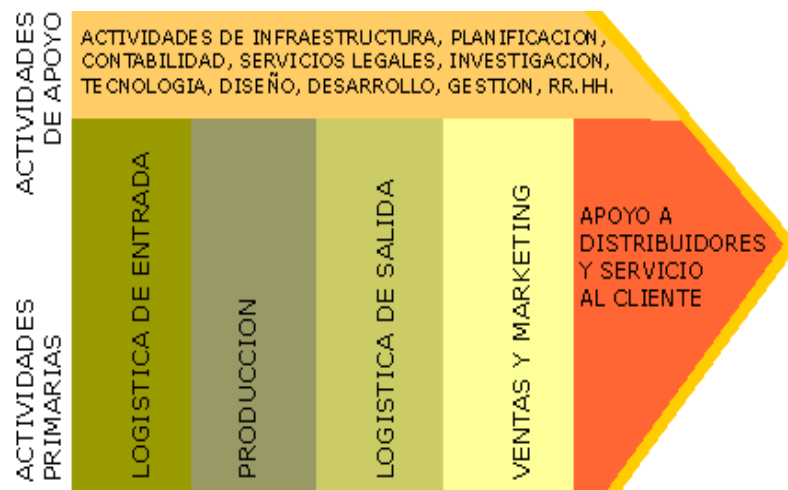 ACTIVIDADES
DE APOYO
ACTIVIDADES DE INFRAESTRUCTURA, PLANIFICACION,
CONTABILIDAD, SERVICIOS LEGALES, INVESTIGACION,
TECNOLOGIA, DISEÑO, DESARROLLO, GESTION, RR.HH.
ACTIVIDADES
PRIMARIAS
LOGISTICA DE ENTRADA
PRODUCCION
LOGISTICA DE SALIDA
VENTAS Y MARKETING
APOYO A
DISTRIBUIDORES
Y SERVICIO
AL CLIENTE